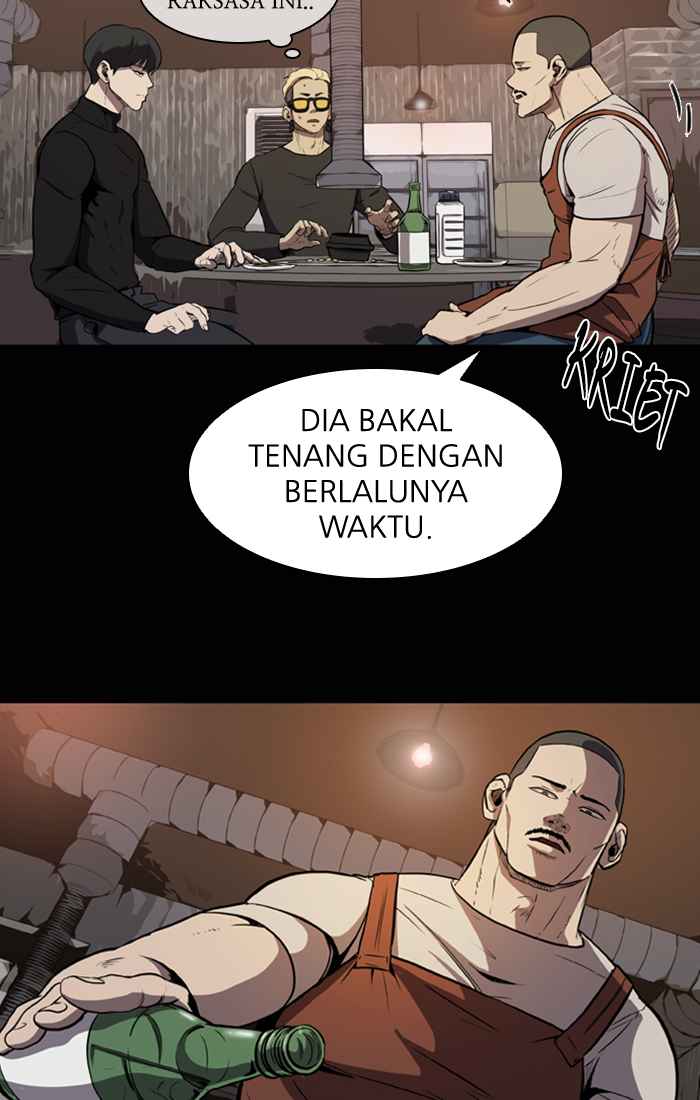 RAKSASA INI..
KRIET
DIA BAKAL
TENANG DENGAN
BERLALUNYA
WAKTU.